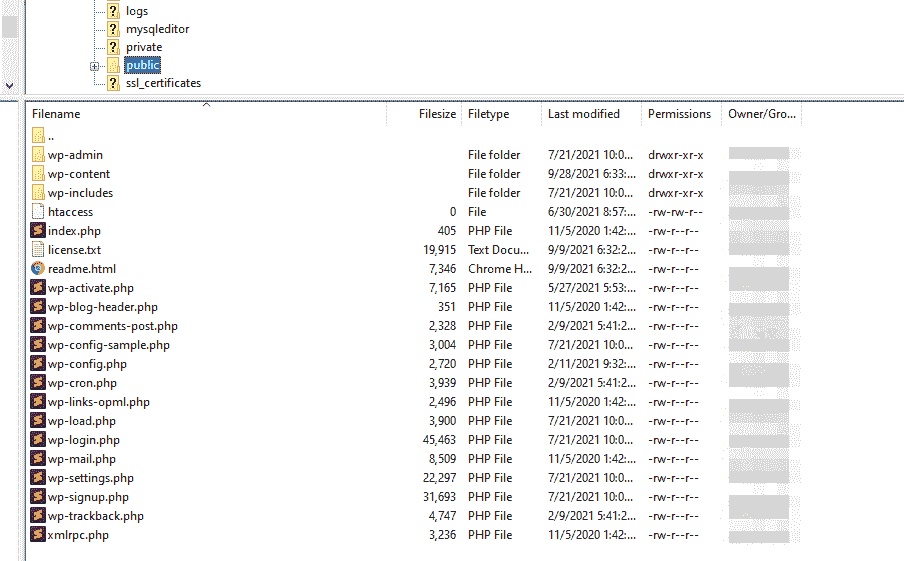 logs
mysqleditor
private
public
ssl_certificates
Filename Filesize Filetype Last modified Permissions Owner/Gro...
..
wp-admin File folder 7/21/2021 10:0... drwxr-xr-x
wp-content File folder 9/28/2021 6:33:... drwxr-xr-x
wp-includes File folder 7/21/2021 10:0... drwxr-xr-x
htaccess 0 File 6/30/2021 8:57:... -rw-rw-r--
index.php 405 PHP File 11/5/2020 1:42:... -rw-r--r--
license.txt 19,915 Text Docu... 9/9/2021 6:32:2... -rw-r--r--
readme.html 7,346 Chrome H... 9/9/2021 6:32:2... -rw-r--r--
wp-activate.php 7,165 PHP File 5/27/2021 5:53:... -rw-r--r--
wp-blog-header.php 351 PHP File 11/5/2020 1:42:... -rw-r--r--
wp-comments-post.php 2,328 PHP File 2/9/2021 5:41:2... -rw-r--r--
wp-config-sample.php 3,004 PHP File 7/21/2021 10:0... -rw-r--r--
wp-config.php 2,720 PHP File 2/11/2021 9:32:... -rw-r--r--
wp-cron.php 3,939 PHP File 2/9/2021 5:41:2... -rw-r--r--
wp-links-opml.php 2,496 PHP File 11/5/2020 1:42:... -rw-r--r--
wp-load.php 3,900 PHP File 7/21/2021 10:0... -rw-r--r--
wp-login.php 45,463 PHP File 7/21/2021 10:0... -rw-r--r--
wp-mail.php 8,509 PHP File 11/5/2020 1:42:... -rw-r--r--
wp-settings.php 22,297 PHP File 7/21/2021 10:0... -rw-r--r--
wp-signup.php 31,693 PHP File 7/21/2021 10:0... -rw-r--r--
wp-trackback.php 4,747 PHP File 2/9/2021 5:41:2... -rw-r--r--
xmlrpc.php 3,236 PHP File 11/5/2020 1:42:... -rw-r--r--